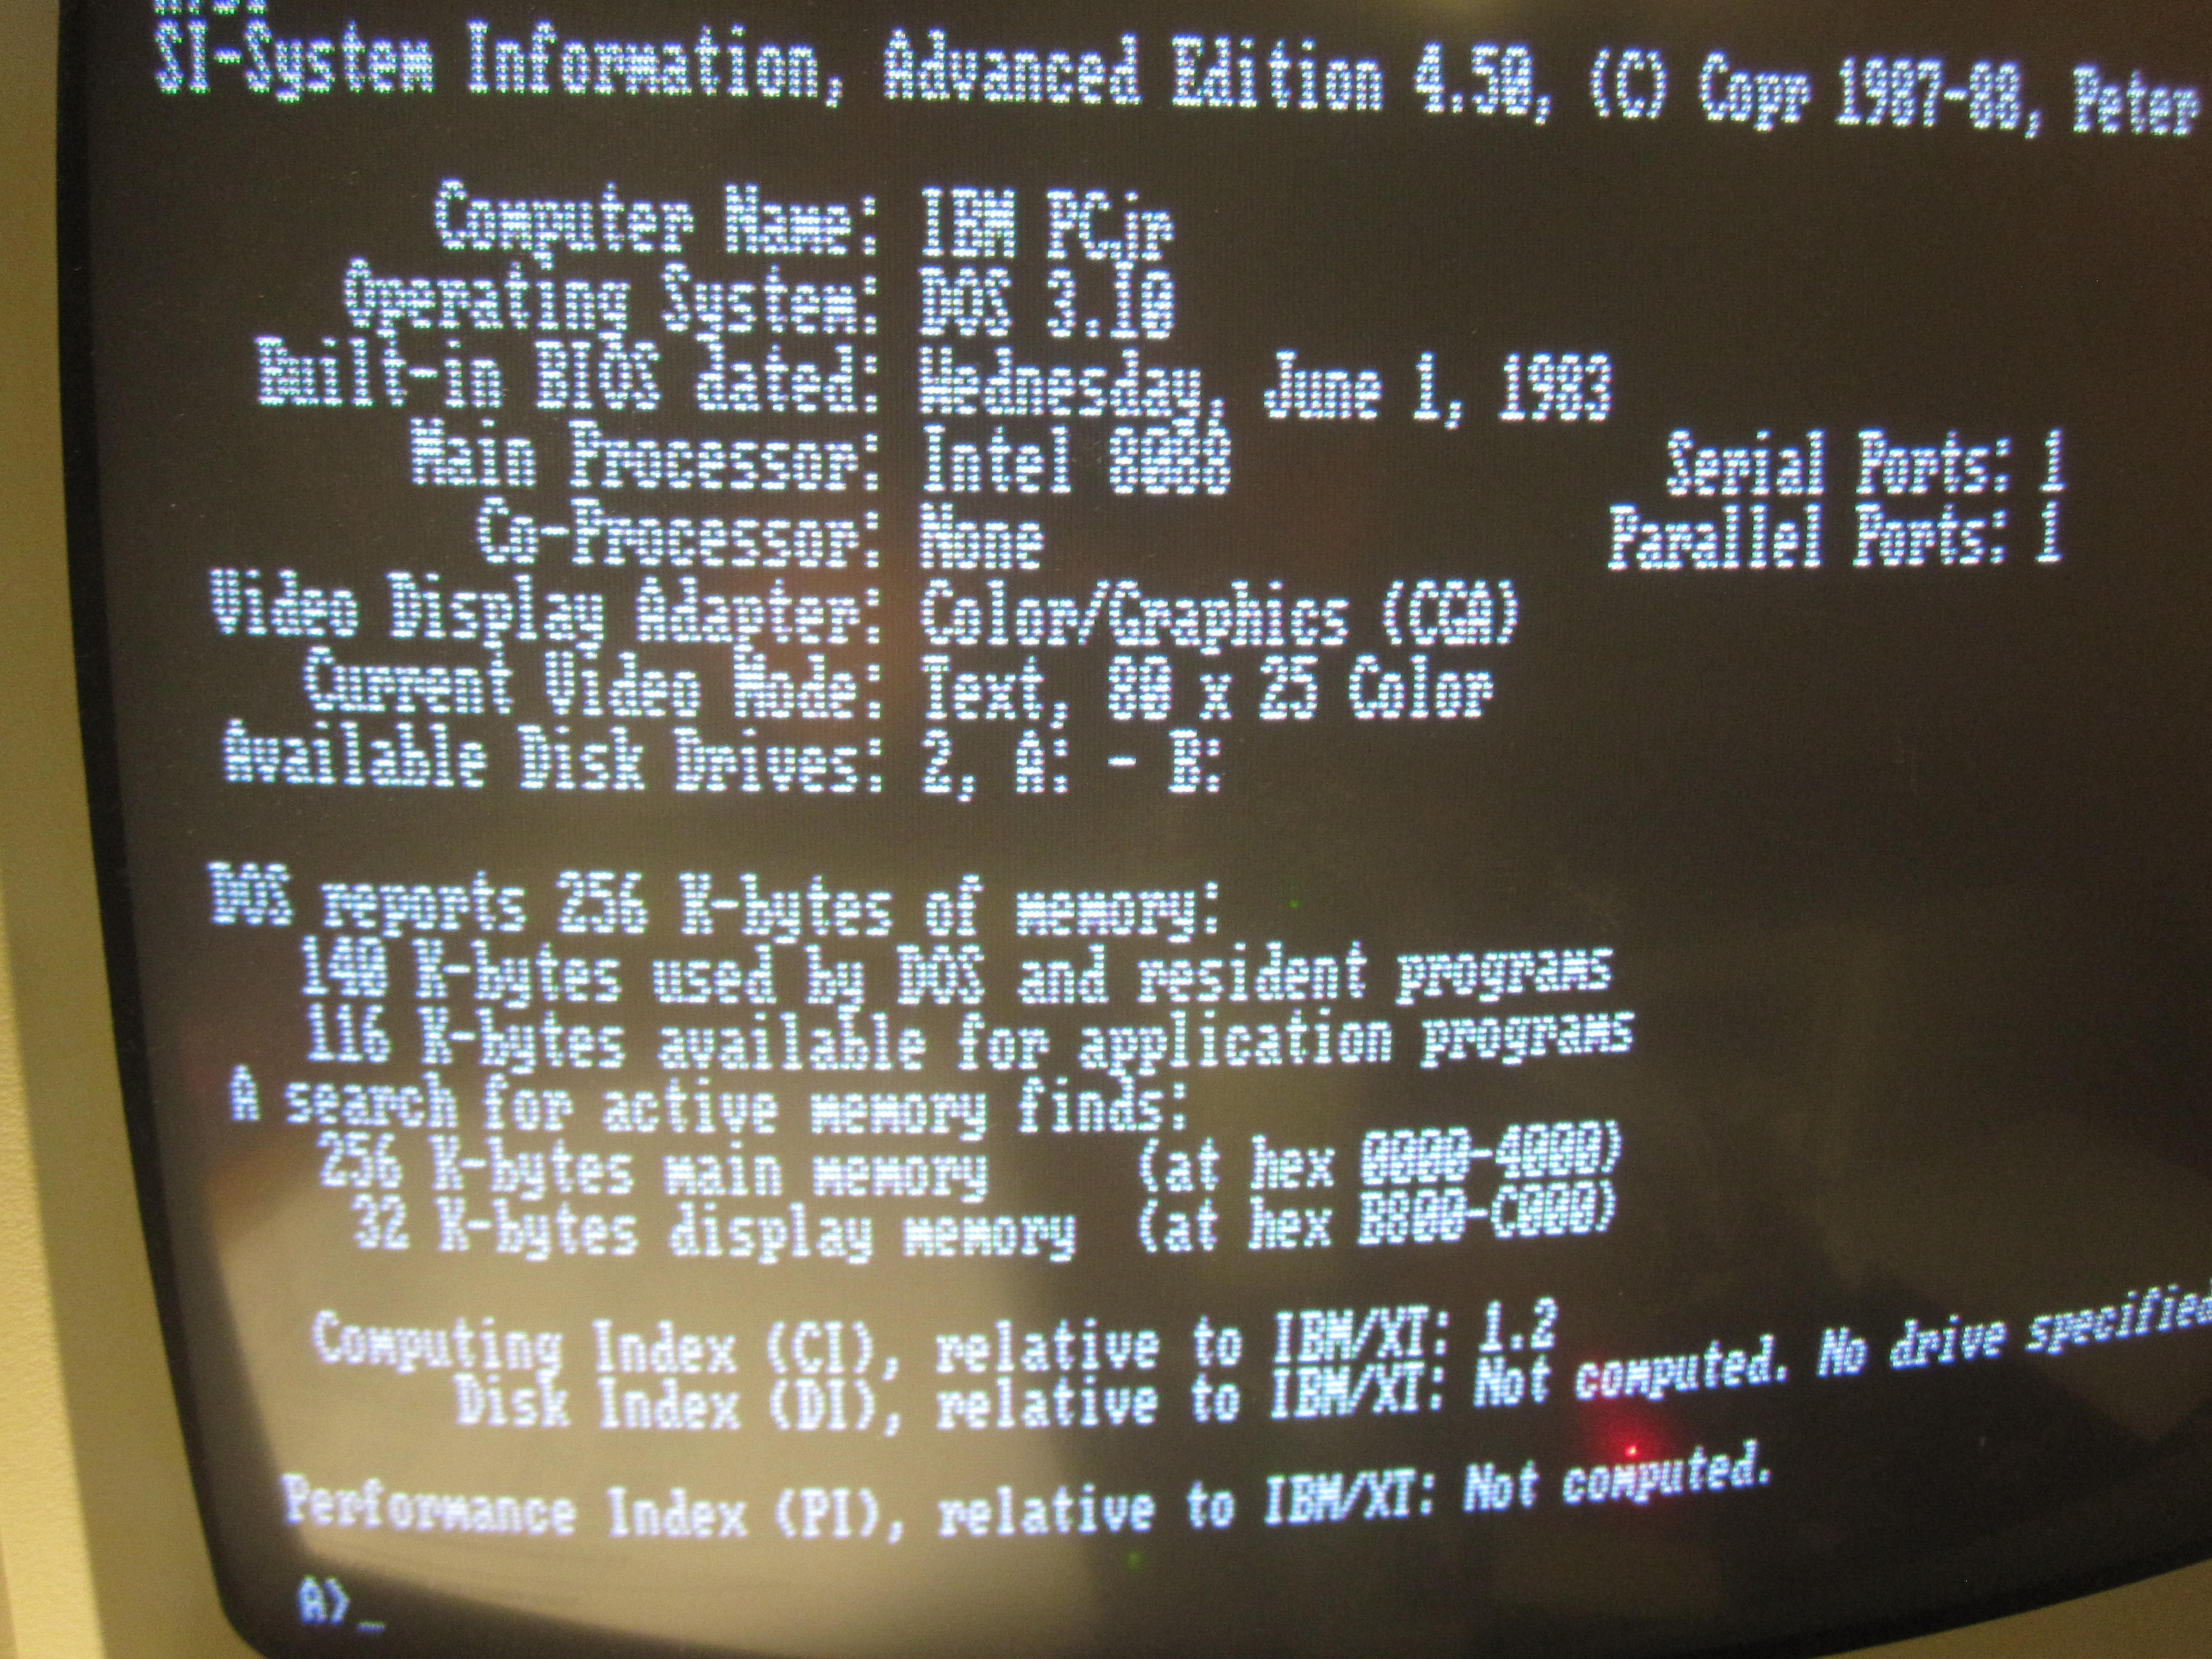 SI-System Information, Advanced Edition 4.50, (C) Copr 1987-88, Peter
Computer Name: IBM PCjr
Operating System: DOS 3.10
Built-in BIOS dated: Wednesday, June 1, 1983
Main Processor: Intel 8088 Serial Ports: 1
Co-Processor: None Parallel Ports: 1
Video Display Adapter: Color/Graphics (CGA)
Current Video Mode: Text, 80 x 25 Color
Available Disk Drives: 2, A: - B:
DOS reports 256 K-bytes of memory:
140 K-bytes used by DOS and resident programs
116 K-bytes available for application programs
A search for active memory finds:
256 K-bytes main memory (at hex 0000-4000)
32 K-bytes display memory (at hex B800-C000)
Computing Index (CI), relative to IBM/XT: 1.2
Disk Index (DI), relative to IBM/XT: Not computed. No drive specified
Performance Index (PI), relative to IBM/XT: Not computed.
A>_